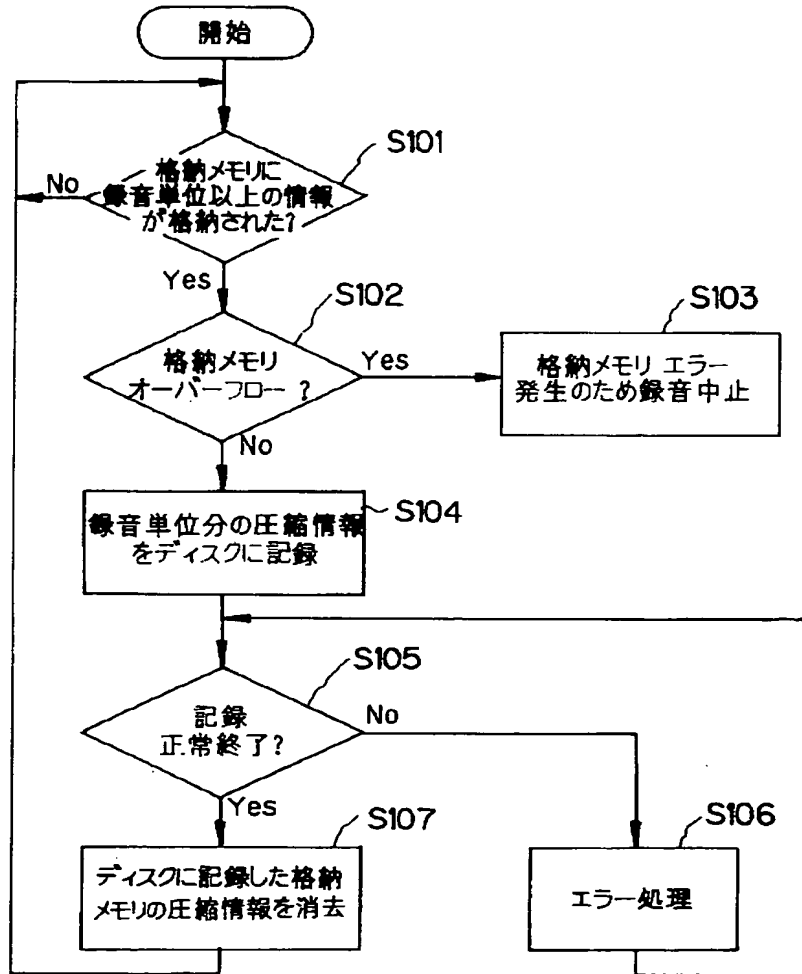 開始
S101
格納メモリに
録音単位以上の情報
が格納された?
No
Yes
S102
格納メモリ
オーバーフロー ?
Yes
No
S103
格納メモリ エラー
発生のため録音中止
S104
録音単位分の圧縮情報
をディスクに記録
S105
記録
正常終了?
No
Yes
S107
ディスクに記録した格納
メモリの圧縮情報を消去
S106
エラー処理